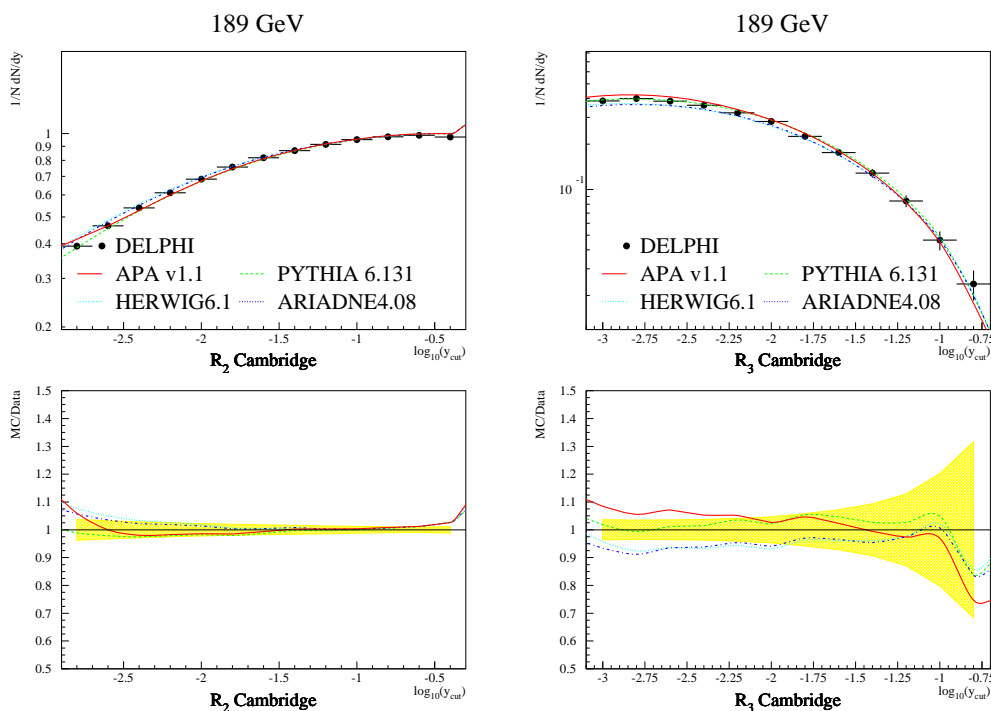 189 GeV
1/N dN/dy
1
0.9
0.8
0.7
0.6
0.5
0.4
0.3
0.2
DELPHI
APA v1.1
PYTHIA 6.131
HERWIG6.1
ARIADNE4.08
-2.5
-2
-1.5
-1
-0.5
log10(ycut)
R2 Cambridge
189 GeV
1/N dN/dy
10-1
DELPHI
APA v1.1
PYTHIA 6.131
HERWIG6.1
ARIADNE4.08
-3
-2.75
-2.5
-2.25
-2
-1.75
-1.5
-1.25
-1
-0.75
log10(ycut)
R3 Cambridge
MC/Data
1.5
1.4
1.3
1.2
1.1
1
0.9
0.8
0.7
0.6
0.5
-2.5
-2
-1.5
-1
-0.5
log10(ycut)
R2 Cambridge
MC/Data
1.5
1.4
1.3
1.2
1.1
1
0.9
0.8
0.7
0.6
0.5
-3
-2.75
-2.5
-2.25
-2
-1.75
-1.5
-1.25
-1
-0.75
log10(ycut)
R3 Cambridge